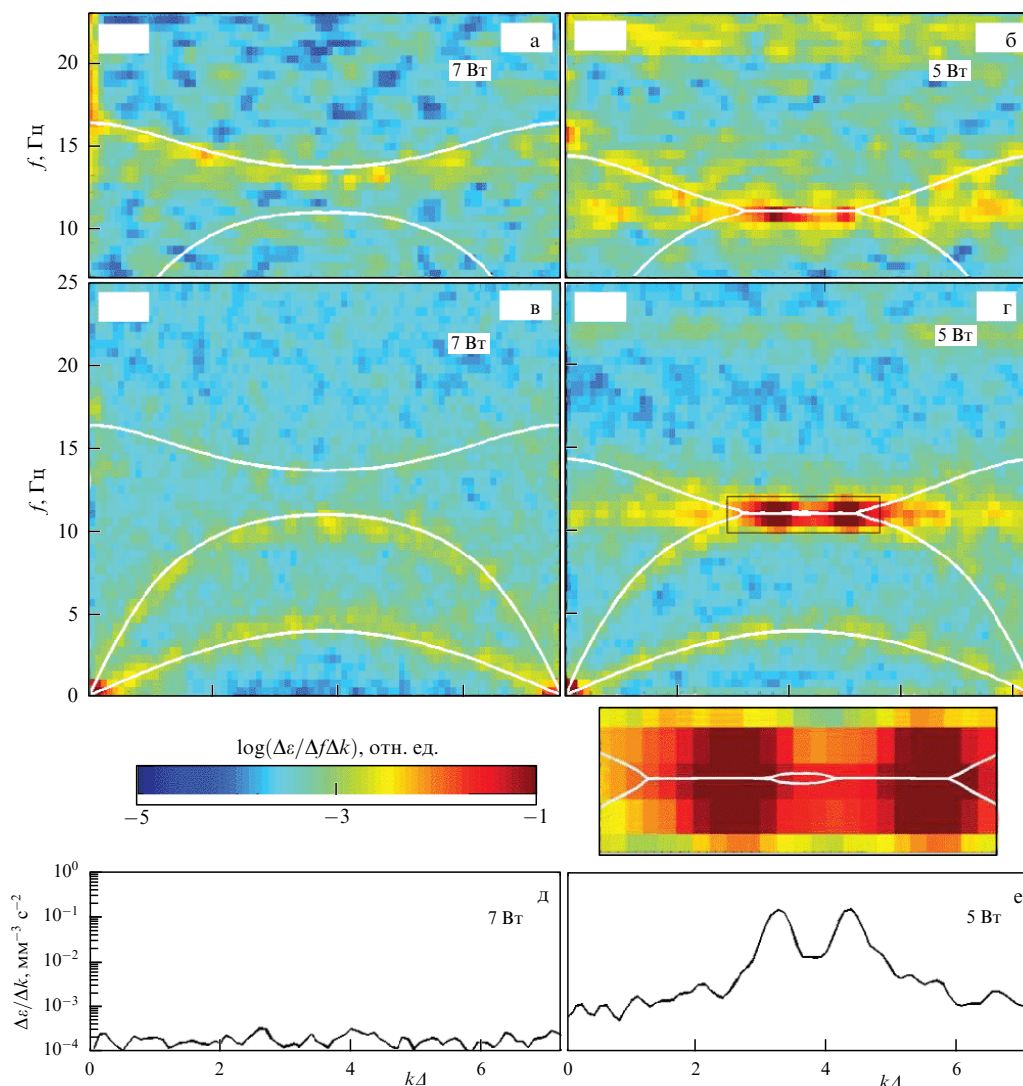 а
б
7 Вт
5 Вт
f, Гц
20
15
10
в
г
7 Вт
5 Вт
f, Гц
25
20
15
10
5
0
log(Δε/ΔfΔk), отн. ед.
−5
−3
−1
д
е
7 Вт
5 Вт
Δε/Δk, мм⁻³ с⁻²
10⁰
10⁻¹
10⁻²
10⁻³
10⁻⁴
0 2 4 6
0 2 4 6
kΔ
kΔ